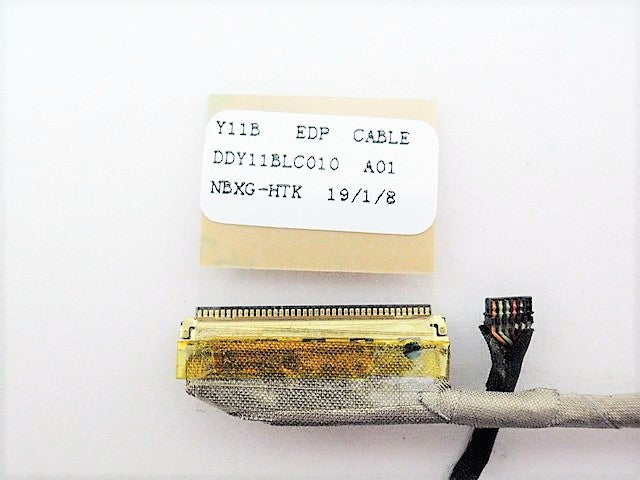 Y11B EDP CABLE
DDY11BLC010 A01
NBXG-HTK 19/1/8